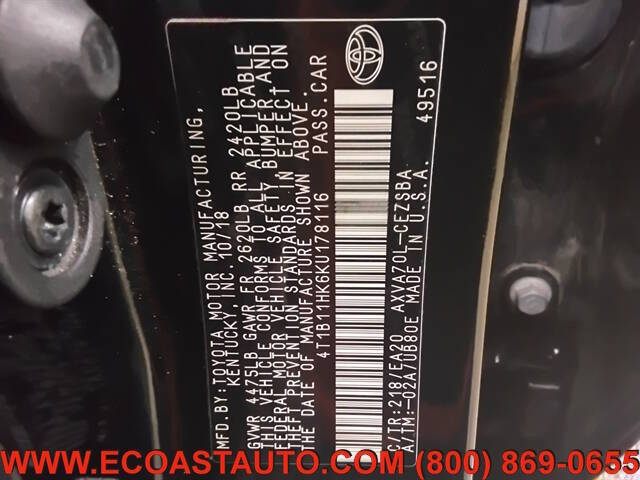 MFD.BY:TOYOTA MOTOR MANUFACTURING,
KENTUCKY, INC. 10/18
GVWR 4475LB GAWR FR 2620LB RR 2420LB
THIS VEHICLE CONFORMS TO ALL APPLICABLE
FEDERAL MOTOR VEHICLE SAFETY, BUMPER AND
THEFT PREVENTION STANDARDS IN EFFECT ON
THE DATE OF MANUFACTURE SHOWN ABOVE.
4T1B11HK6KU178116 PASS.CAR
C/TR:218/EA20 AXVA70L-CEZSBA
A/TM:-02A/UB80E MADE IN U.S.A. 49516
WWW.ECOASTAUTO.COM (800) 869-0655